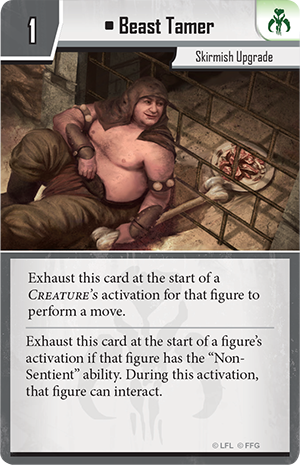 1
▪ Beast Tamer
Skirmish Upgrade
Exhaust this card at the start of a
CREATURE’S activation for that figure to
perform a move.
Exhaust this card at the start of a figure’s
activation if that figure has the “Non-
Sentient” ability. During this activation,
that figure can interact.
© LFL © FFG